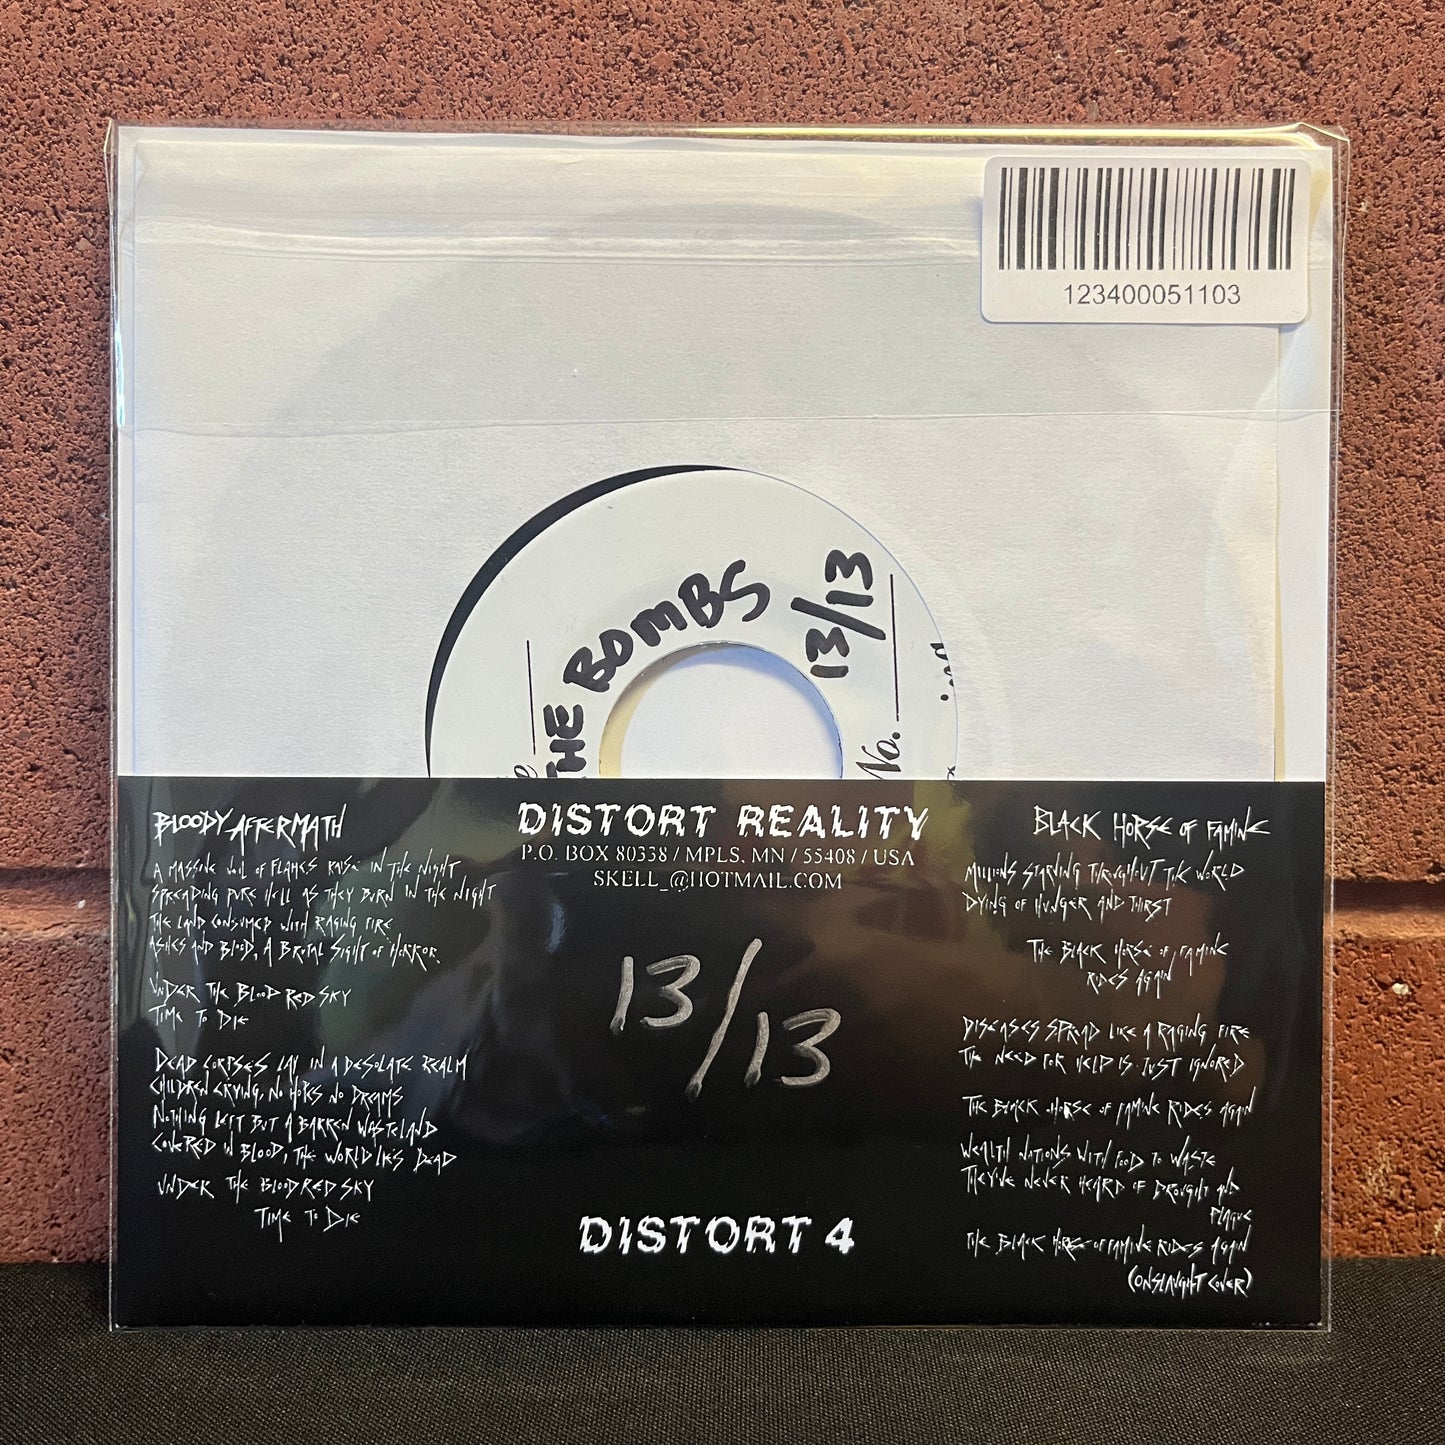 123400051103
THE BOMBS
13/13
No.
BLOODY AFTERMATH
A MASSIVE VOIL OF FLAMES RAISE IN THE NIGHT
SPREADING PURE HELL AS THEY BURN IN THE NIGHT
THE LAND CONSUMED WITH RAGING FIRE
ASHES AND BLOOD, A BRUTAL SIGHT OF HORROR.
UNDER THE BLOOD RED SKY
TIME TO DIE
DEAD CORPSES LAY IN A DESOLATE REALM
CHILDREN CRYING, NO HOPES NO DREAMS
NOTHING LEFT BUT A BARREN WASTELAND
COVERED IN BLOOD, THE WORLD LIES DEAD
UNDER THE BLOOD RED SKY
TIME TO DIE
DISTORT REALITY
P.O. BOX 80338 / MPLS, MN / 55408 / USA
SKELL_@HOTMAIL.COM
13/13
DISTORT 4
BLACK HORSE OF FAMINE
MILLIONS STARVING THROUGHOUT THE WORLD
DYING OF HUNGER AND THIRST
THE BLACK HORSE OF FAMINE
RIDES AGAIN
DISEASES SPREAD LIKE A RAGING FIRE
THE NEED FOR HELP IS JUST IGNORED
THE BLACK HORSE OF FAMINE RIDES AGAIN
WEALTH NATIONS WITH FOOD TO WASTE
THEY'VE NEVER HEARD OF DROUGHT AND
PLAGUE
THE BLACK HORSE OF FAMINE RIDES AGAIN
(ONSLAUGHT COVER)